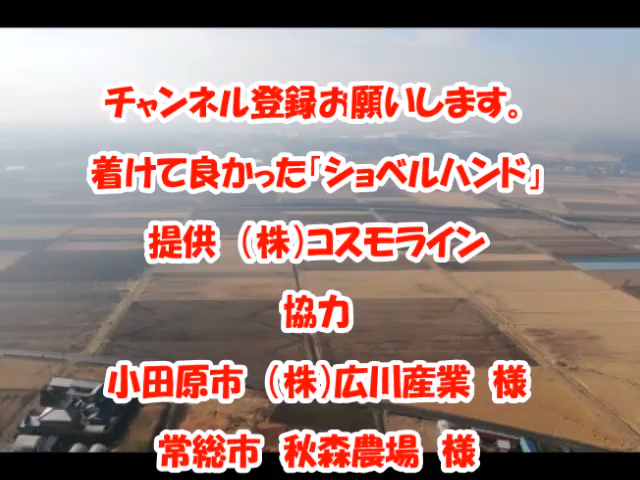 チャンネル登録お願いします。
着けて良かった「ショベルハンド」
提供 (株)コスモライン
協力
小田原市 (株)広川産業 様
常総市 秋森農場 様